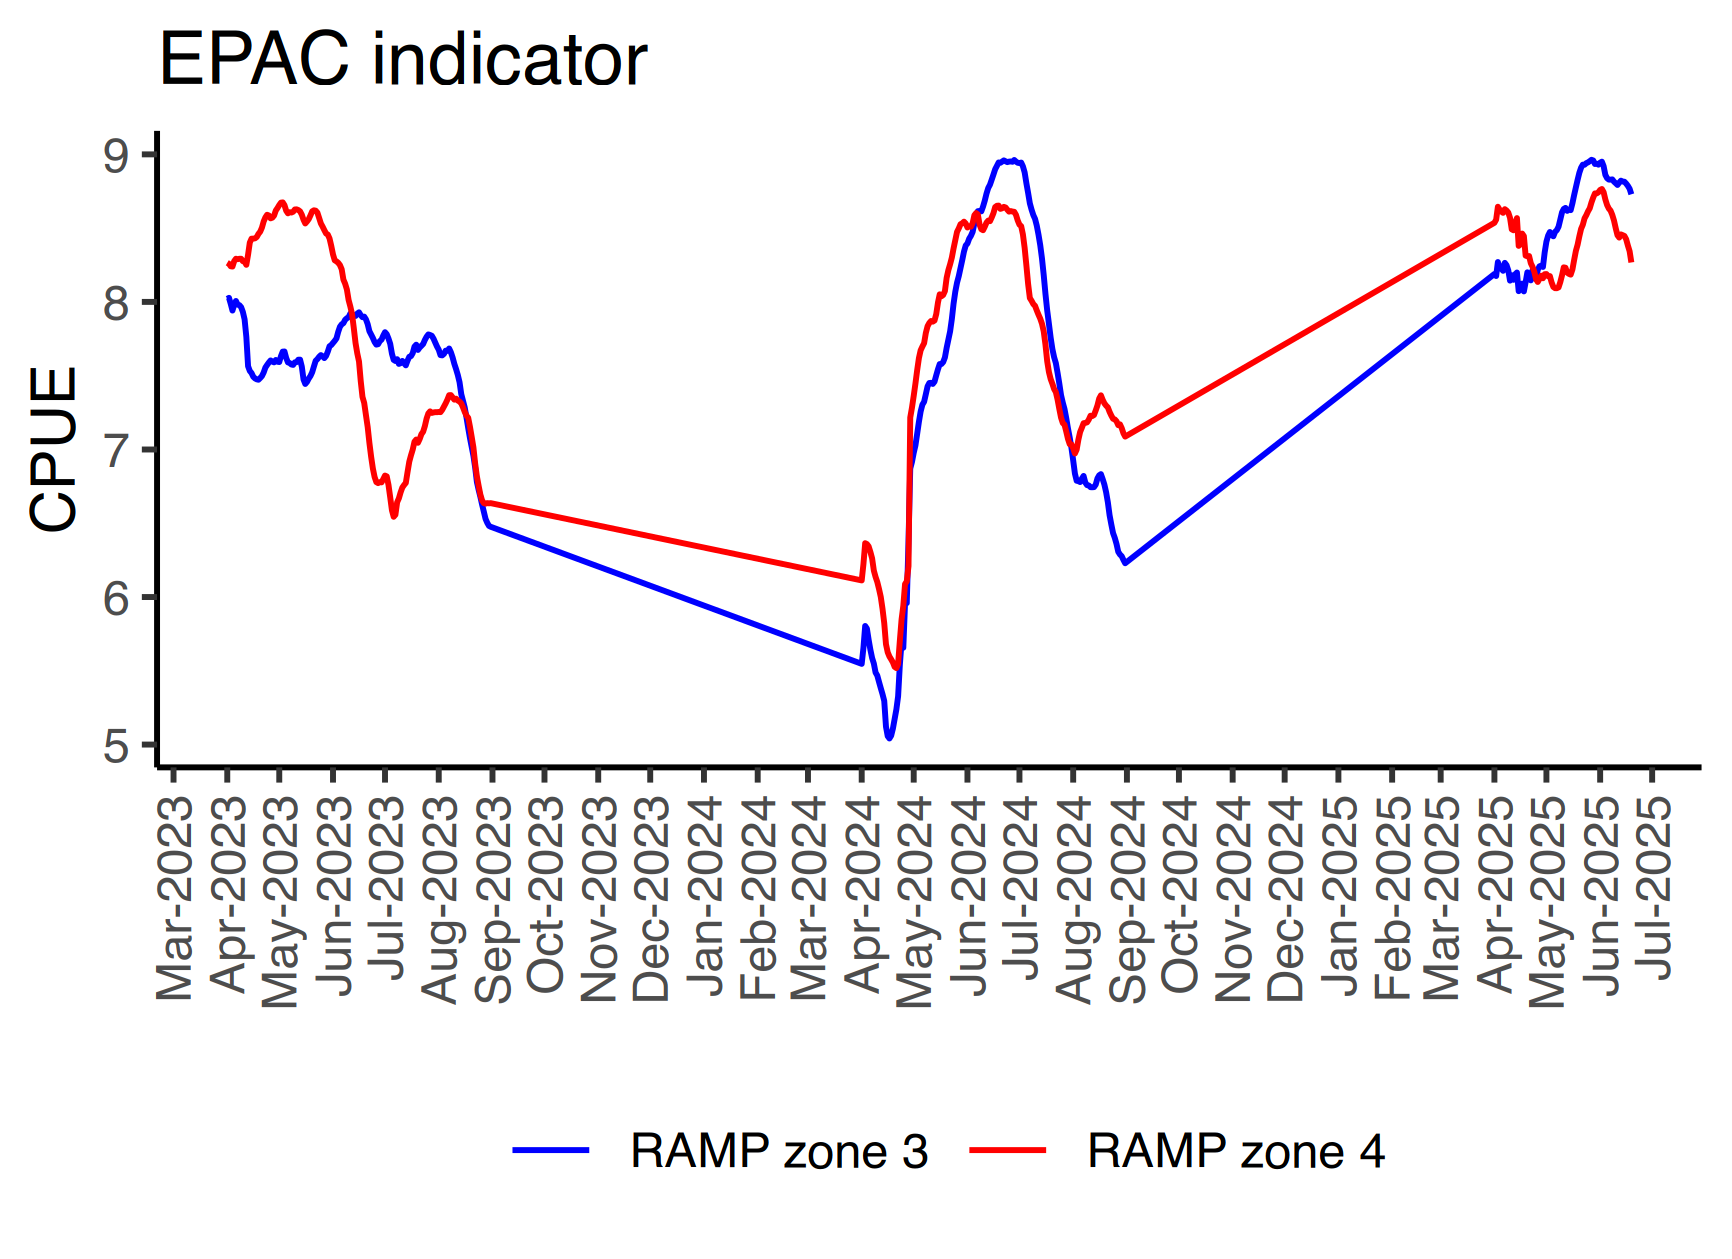 EPAC indicator
CPUE
9
8
7
6
5
Mar-2023
Apr-2023
May-2023
Jun-2023
Jul-2023
Aug-2023
Sep-2023
Oct-2023
Nov-2023
Dec-2023
Jan-2024
Feb-2024
Mar-2024
Apr-2024
May-2024
Jun-2024
Jul-2024
Aug-2024
Sep-2024
Oct-2024
Nov-2024
Dec-2024
Jan-2025
Feb-2025
Mar-2025
Apr-2025
May-2025
Jun-2025
Jul-2025
RAMP zone 3
RAMP zone 4